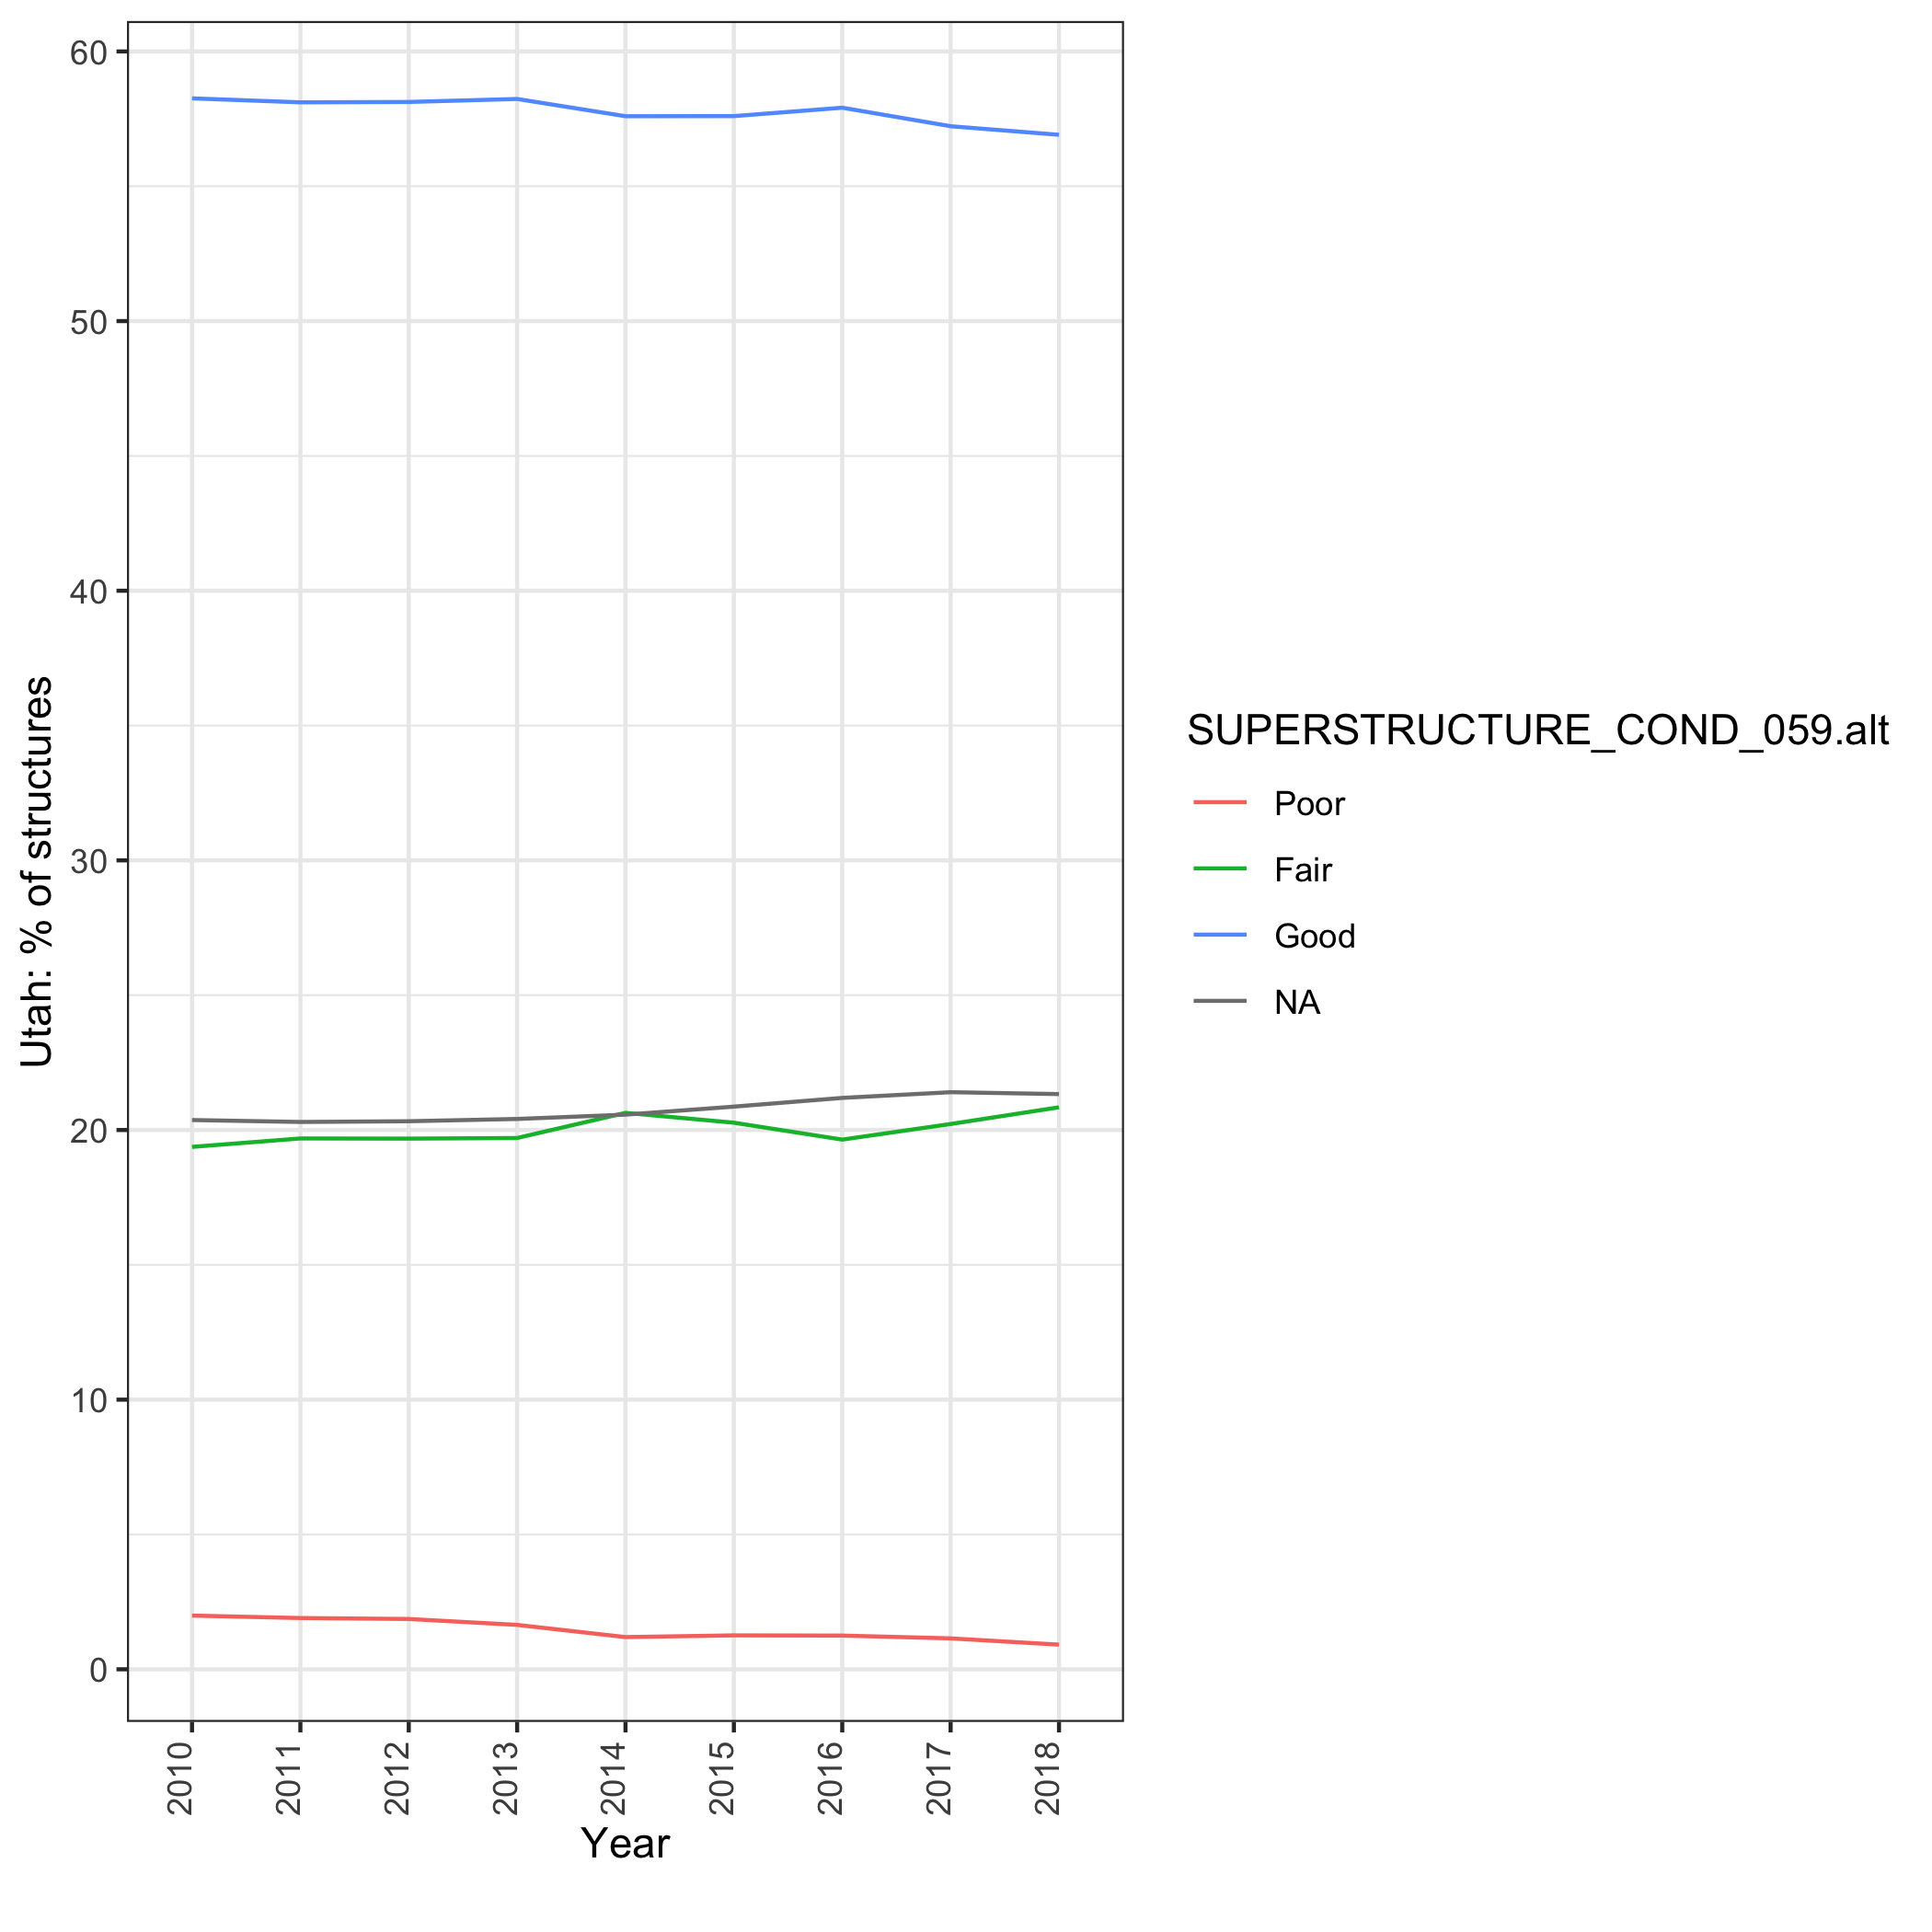 Utah: % of structures
60
50
40
30
20
10
0
2010
2011
2012
2013
2014
2015
2016
2017
2018
Year
SUPERSTRUCTURE_COND_059.alt
Poor
Fair
Good
NA